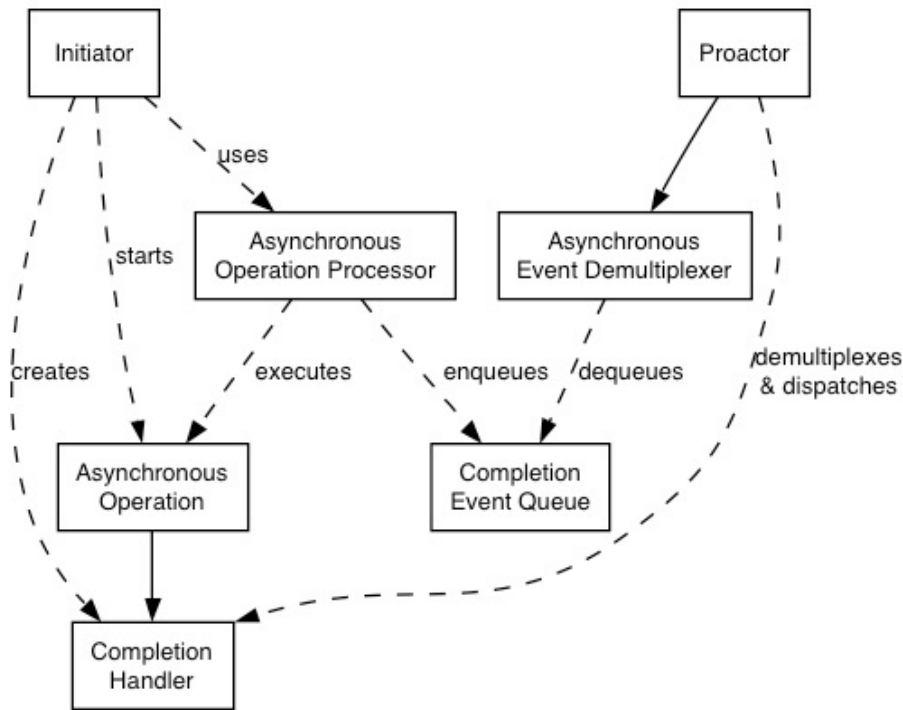 Initiator
Proactor
uses
Asynchronous
Operation Processor
Asynchronous
Event Demultiplexer
starts
creates
executes
enqueues
dequeues
demultiplexes
& dispatches
Asynchronous
Operation
Completion
Event Queue
Completion
Handler